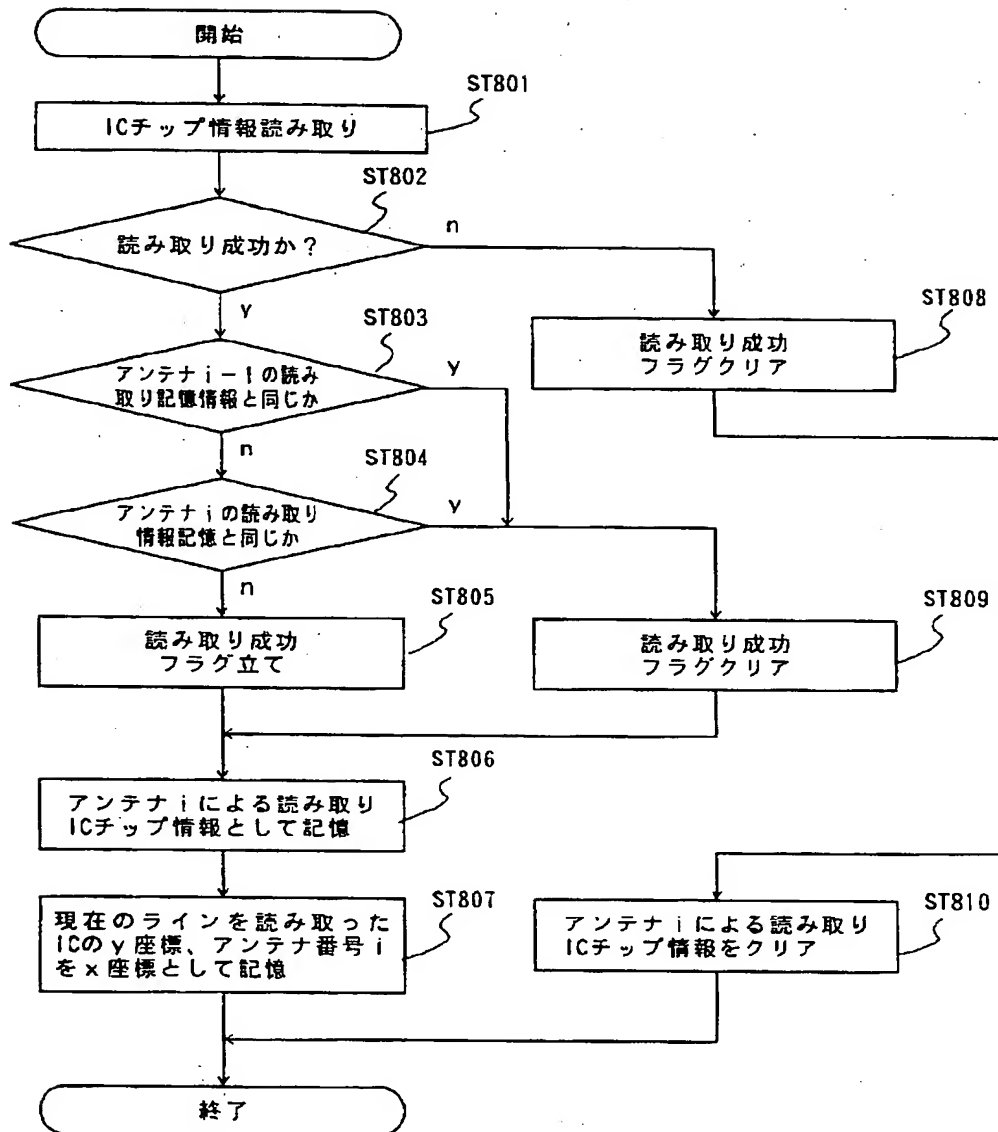 開始
ST801
ICチップ情報読み取り
ST802
読み取り成功か?
n
y
ST803
アンテナi-1の読み
取り記憶情報と同じか
y
n
ST808
読み取り成功
フラグクリア
ST804
アンテナiの読み取り
情報記憶と同じか
y
n
ST805
読み取り成功
フラグ立て
ST809
読み取り成功
フラグクリア
ST806
アンテナiによる読み取り
ICチップ情報として記憶
ST807
現在のラインを読み取った
ICのy座標、アンテナ番号i
をx座標として記憶
ST810
アンテナiによる読み取り
ICチップ情報をクリア
終了